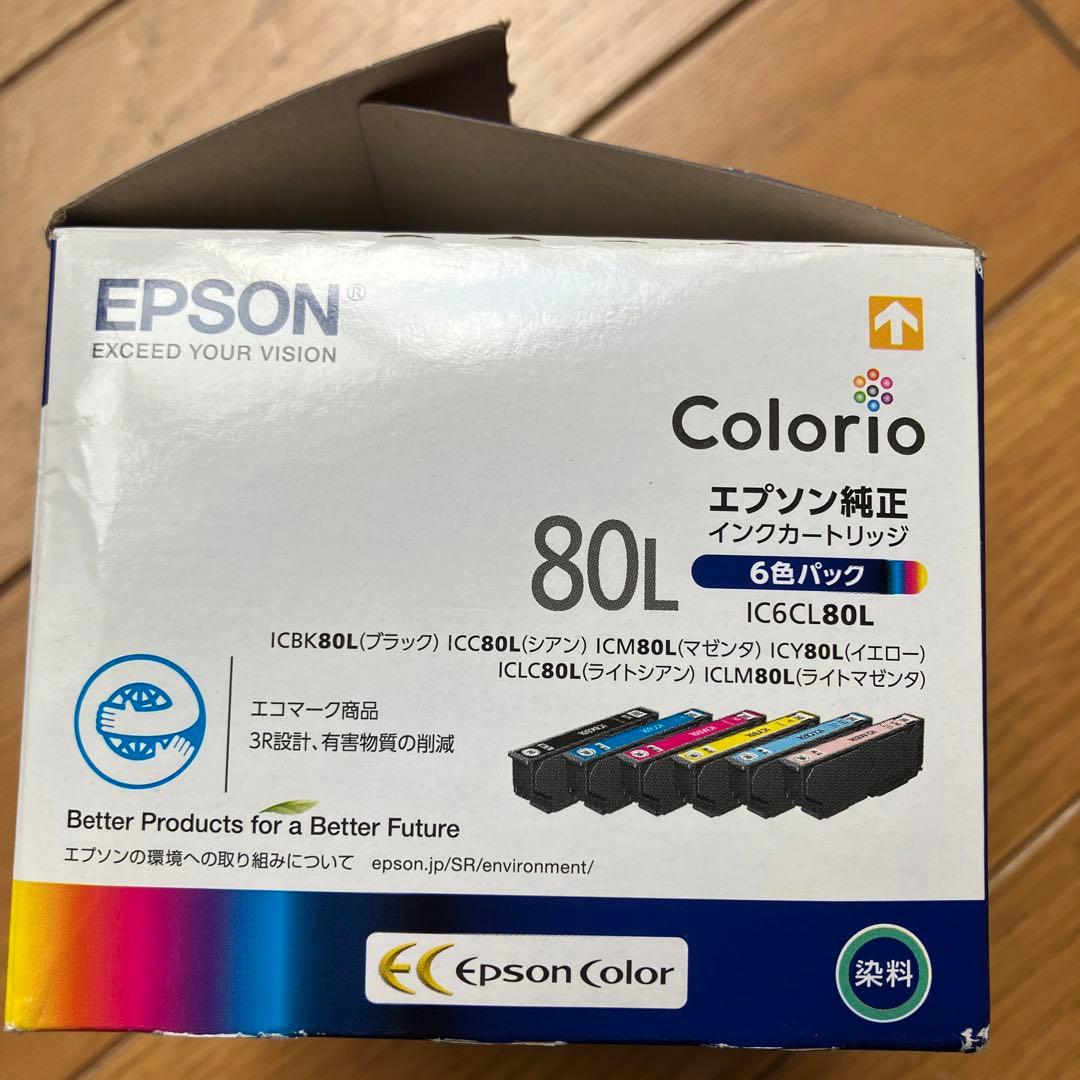 EPSON®
EXCEED YOUR VISION
Colorio
エプソン純正
インクカートリッジ
80L
6色パック
IC6CL80L
ICBK80L(ブラック) ICC80L(シアン) ICM80L(マゼンタ) ICY80L(イエロー)
ICLC80L(ライトシアン) ICLM80L(ライトマゼンタ)
エコマーク商品
3R設計、有害物質の削減
Better Products for a Better Future
エプソンの環境への取り組みについて epson.jp/SR/environment/
EC Epson Color
染料